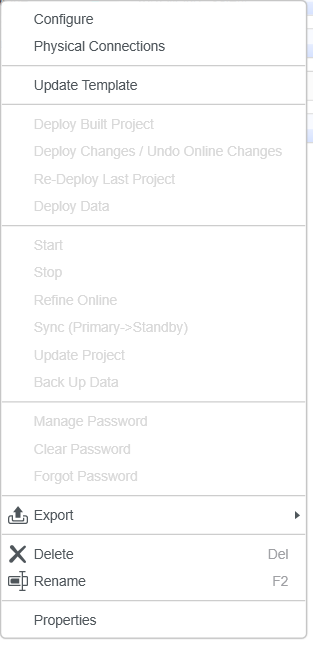 Configure
Physical Connections
Update Template
Deploy Built Project
Deploy Changes / Undo Online Changes
Re-Deploy Last Project
Deploy Data
Start
Stop
Refine Online
Sync (Primary->Standby)
Update Project
Back Up Data
Manage Password
Clear Password
Forgot Password
Export
Delete Del
Rename F2
Properties